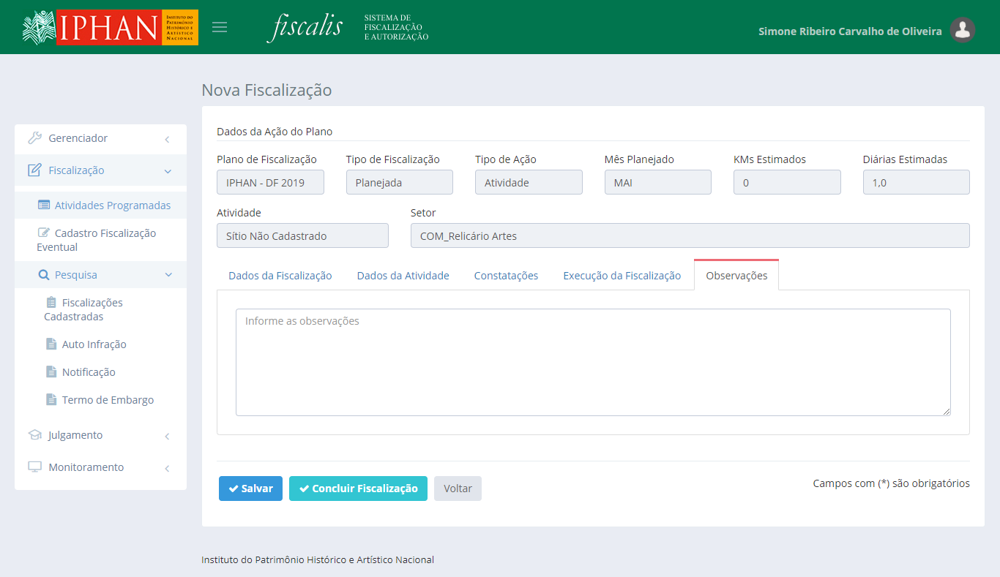 IPHAN
INSTITUTO DO
PATRIMÔNIO
HISTÓRICO E
ARTÍSTICO
NACIONAL
fiscalis
SISTEMA DE
FISCALIZAÇÃO
E AUTORIZAÇÃO
Simone Ribeiro Carvalho de Oliveira
Gerenciador
Fiscalização
Atividades Programadas
Cadastro Fiscalização
Eventual
Pesquisa
Fiscalizações
Cadastradas
Auto Infração
Notificação
Termo de Embargo
Julgamento
Monitoramento
Nova Fiscalização
Dados da Ação do Plano
Plano de Fiscalização Tipo de Fiscalização Tipo de Ação Mês Planejado KMs Estimados Diárias Estimadas
IPHAN - DF 2019 Planejada Atividade MAI 0 1,0
Atividade Setor
Sítio Não Cadastrado COM_Relicário Artes
Dados da Fiscalização Dados da Atividade Constatações Execução da Fiscalização Observações
Informe as observações
Salvar Concluir Fiscalização Voltar Campos com (*) são obrigatórios
Instituto do Patrimônio Histórico e Artístico Nacional